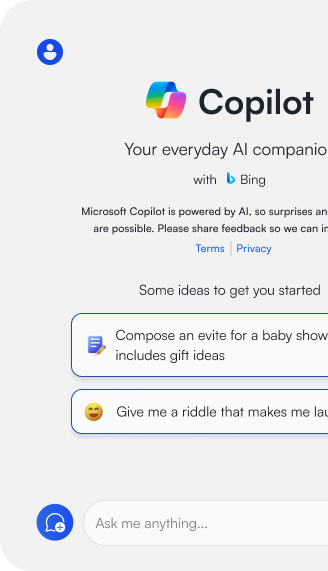 Copilot
Your everyday AI companio
with Bing
Microsoft Copilot is powered by AI, so surprises an
are possible. Please share feedback so we can i
Terms | Privacy
Some ideas to get you started
Compose an evite for a baby show
includes gift ideas
Give me a riddle that makes me lau
Ask me anything...